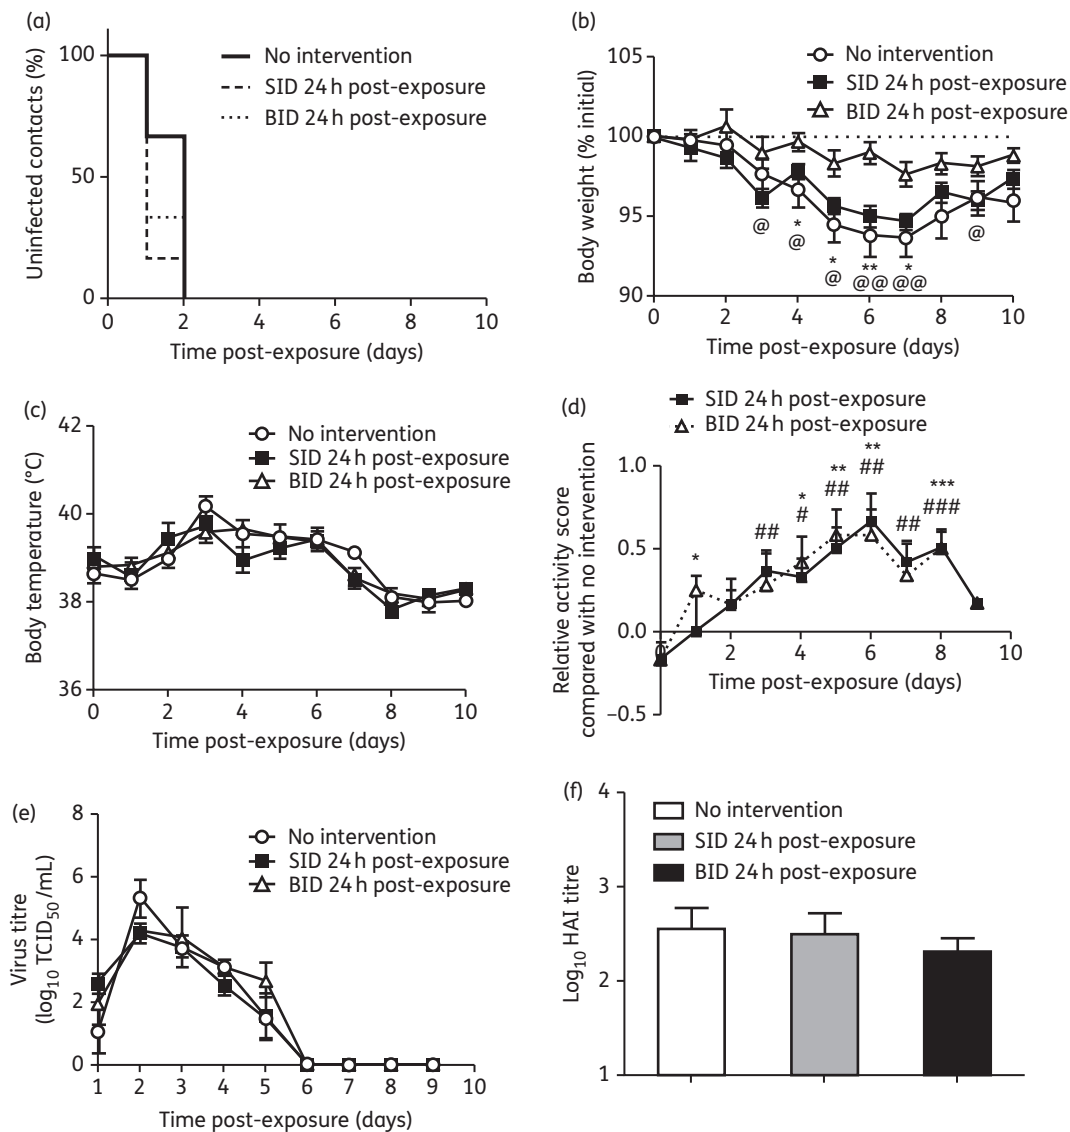 (a)
Uninfected contacts (%)
100
50
0
0 2 4 6 8 10
Time post-exposure (days)
No intervention
SID 24 h post-exposure
BID 24 h post-exposure
(b)
Body weight (% initial)
105
100
95
90
0 2 4 6 8 10
Time post-exposure (days)
No intervention
SID 24 h post-exposure
BID 24 h post-exposure
@
*
@
*
@
**
@@
*
@@
@
(c)
Body temperature (°C)
42
40
38
36
0 2 4 6 8 10
Time post-exposure (days)
No intervention
SID 24 h post-exposure
BID 24 h post-exposure
(d)
SID 24 h post-exposure
BID 24 h post-exposure
Relative activity score
compared with no intervention
1.0
0.5
0.0
−0.5
2 4 6 8 10
Time post-exposure (days)
*
##
*
#
**
##
**
##
##
***
###
(e)
Virus titre
(log10 TCID50/mL)
8
6
4
2
0
1 2 3 4 5 6 7 8 9 10
Time post-exposure (days)
No intervention
SID 24 h post-exposure
BID 24 h post-exposure
(f)
Log10 HAI titre
4
3
2
1
No intervention
SID 24 h post-exposure
BID 24 h post-exposure